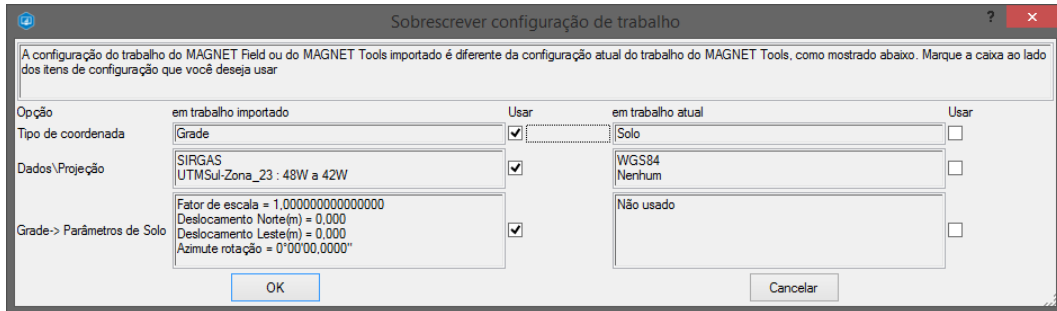 Sobrescrever configuração de trabalho
? ×
A configuração do trabalho do MAGNET Field ou do MAGNET Tools importado é diferente da configuração atual do trabalho do MAGNET Tools, como mostrado abaixo. Marque a caixa ao lado
dos itens de configuração que você deseja usar
Opção em trabalho importado Usar em trabalho atual Usar
Tipo de coordenada Grade Solo
Dados\Projeção
SIRGAS
UTMSul-Zona_23 : 48W a 42W
WGS84
Nenhum
Grade-> Parâmetros de Solo
Fator de escala = 1,000000000000000
Deslocamento Norte(m) = 0,000
Deslocamento Leste(m) = 0,000
Azimute rotação = 0°00'00,0000"
Não usado
OK Cancelar